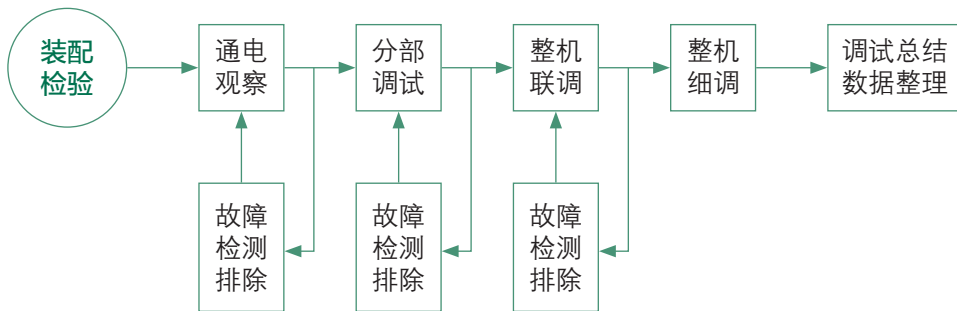 装配
检验
通电
观察
分部
调试
整机
联调
整机
细调
调试总结
数据整理
故障
检测
排除
故障
检测
排除
故障
检测
排除